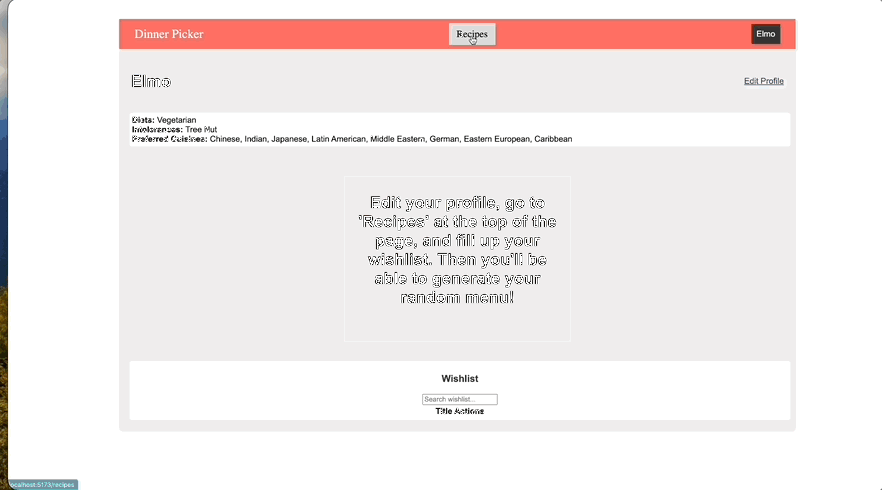 Dinner Picker
Recipes
Elmo
Elmo
Edit Profile
Diets: Vegetarian
Intolerances: Tree Nut
Preferred Cuisines: Chinese, Indian, Japanese, Latin American, Middle Eastern, German, Eastern European, Caribbean
Edit your profile, go to
'Recipes' at the top of the
page, and fill up your
wishlist. Then you'll be
able to generate your
random menu!
Wishlist
Search wishlist...
Title Actions
localhost:5173/recipes